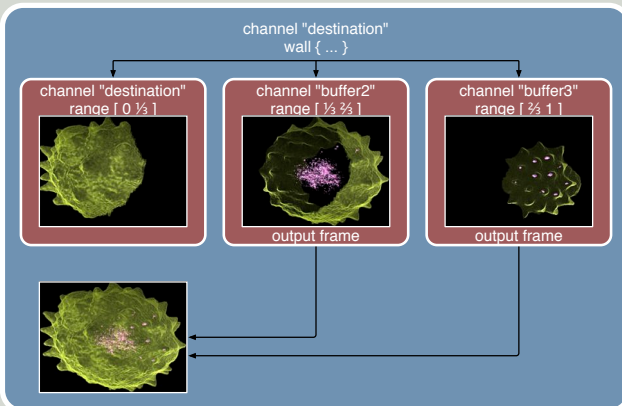 channel "destination"
wall { ... }
channel "destination"
range [ 0 ⅓ ]
channel "buffer2"
range [ ⅓ ⅔ ]
channel "buffer3"
range [ ⅔ 1 ]
output frame
output frame